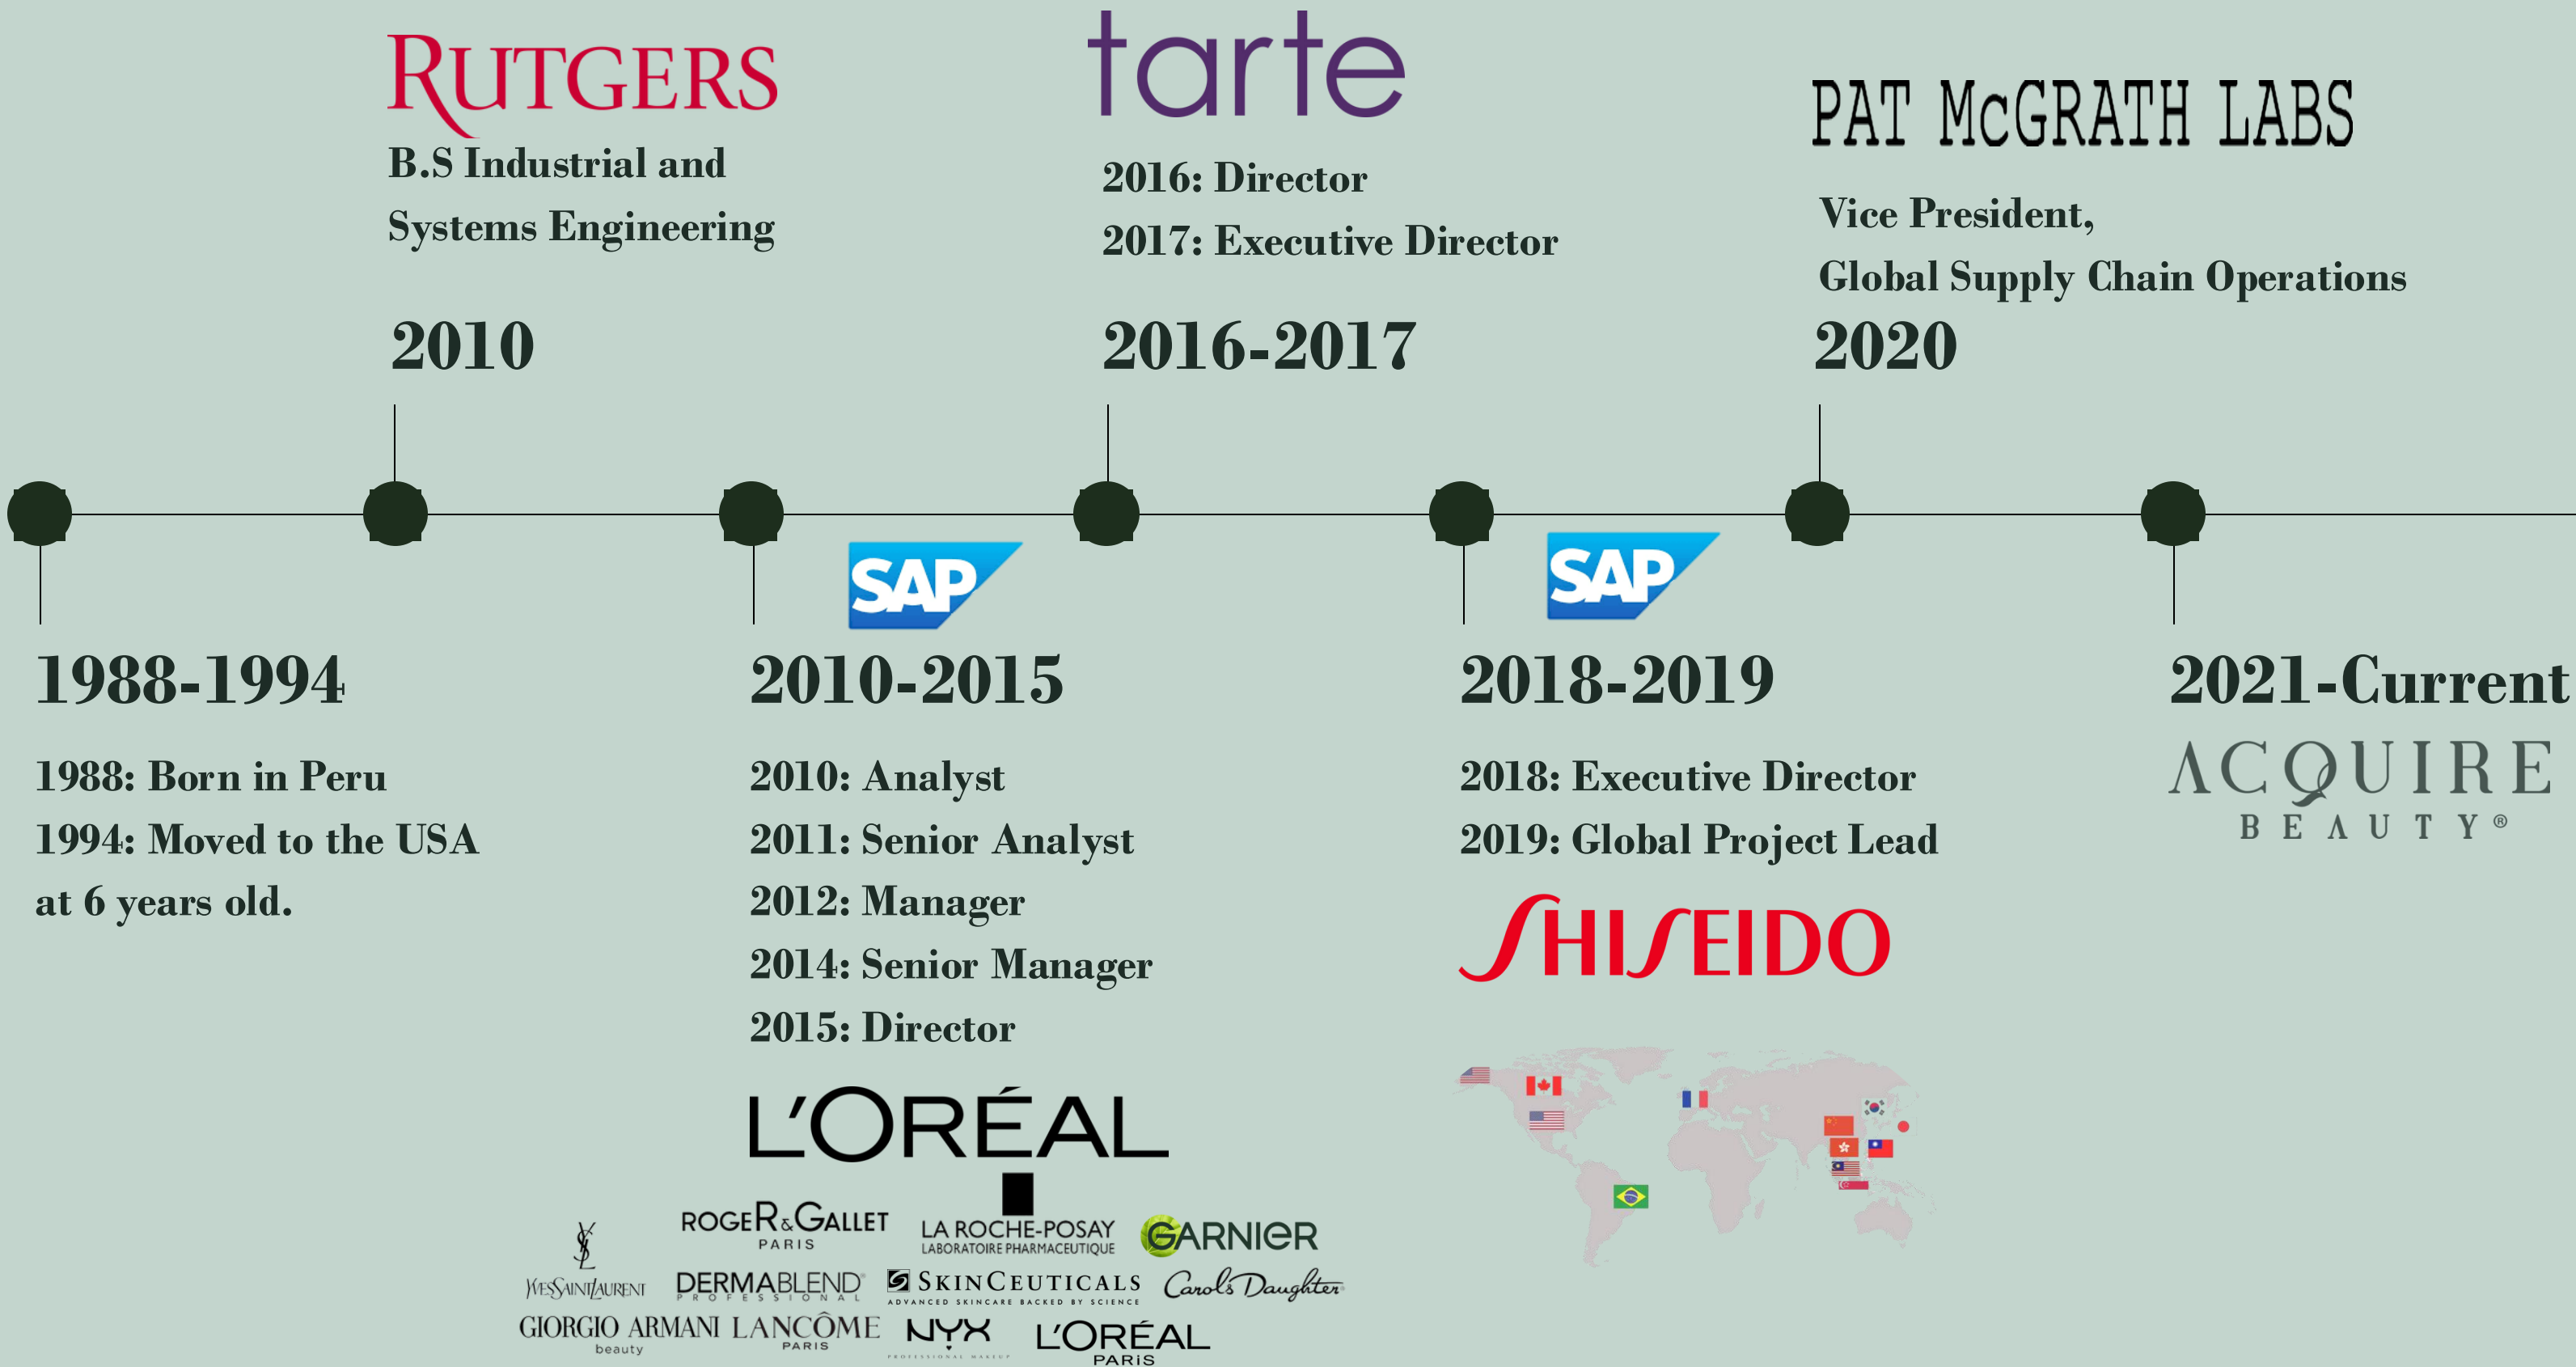 RUTGERS
B.S Industrial and
Systems Engineering
2010
tarte
2016: Director
2017: Executive Director
2016-2017
PAT McGRATH LABS
Vice President,
Global Supply Chain Operations
2020
1988-1994
1988: Born in Peru
1994: Moved to the USA
at 6 years old.
SAP
2010-2015
2010: Analyst
2011: Senior Analyst
2012: Manager
2014: Senior Manager
2015: Director
L'ORÉAL
ROGER & GALLET
PARIS
LA ROCHE-POSAY
LABORATOIRE PHARMACEUTIQUE
GARNIER
YSL
YVESSAINTLAURENT
DERMABLEND
PROFESSIONAL
SKINCEUTICALS
ADVANCED SKINCARE BACKED BY SCIENCE
Carol's Daughter
GIORGIO ARMANI
beauty
LANCÔME
PARIS
NYX
PROFESSIONAL MAKEUP
L'ORÉAL
PARIS
SAP
2018-2019
2018: Executive Director
2019: Global Project Lead
SHISEIDO
2021-Current
ACQUIRE
BEAUTY®